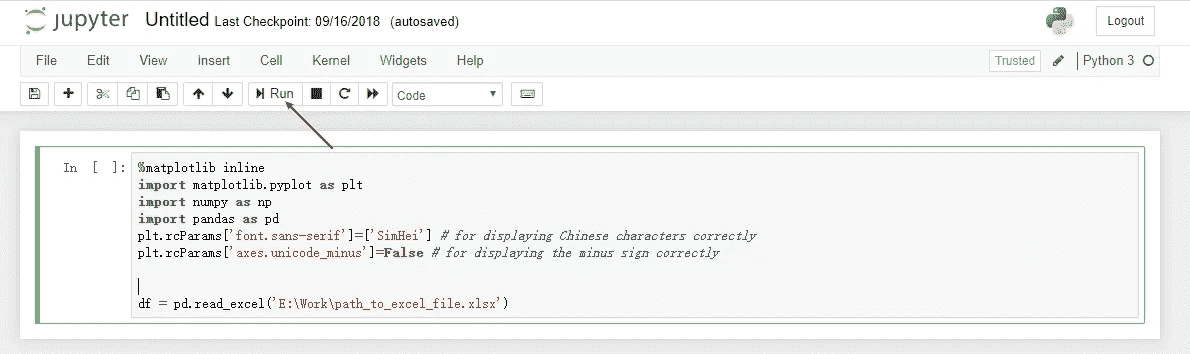 jupyter Untitled Last Checkpoint: 09/16/2018 (autosaved) Logout
File Edit View Insert Cell Kernel Widgets Help Trusted Python 3
Run Code
In [ ]: %matplotlib inline
import matplotlib.pyplot as plt
import numpy as np
import pandas as pd
plt.rcParams['font.sans-serif']=['SimHei'] # for displaying Chinese characters correctly
plt.rcParams['axes.unicode_minus']=False # for displaying the minus sign correctly
df = pd.read_excel('E:\Work\path_to_excel_file.xlsx')